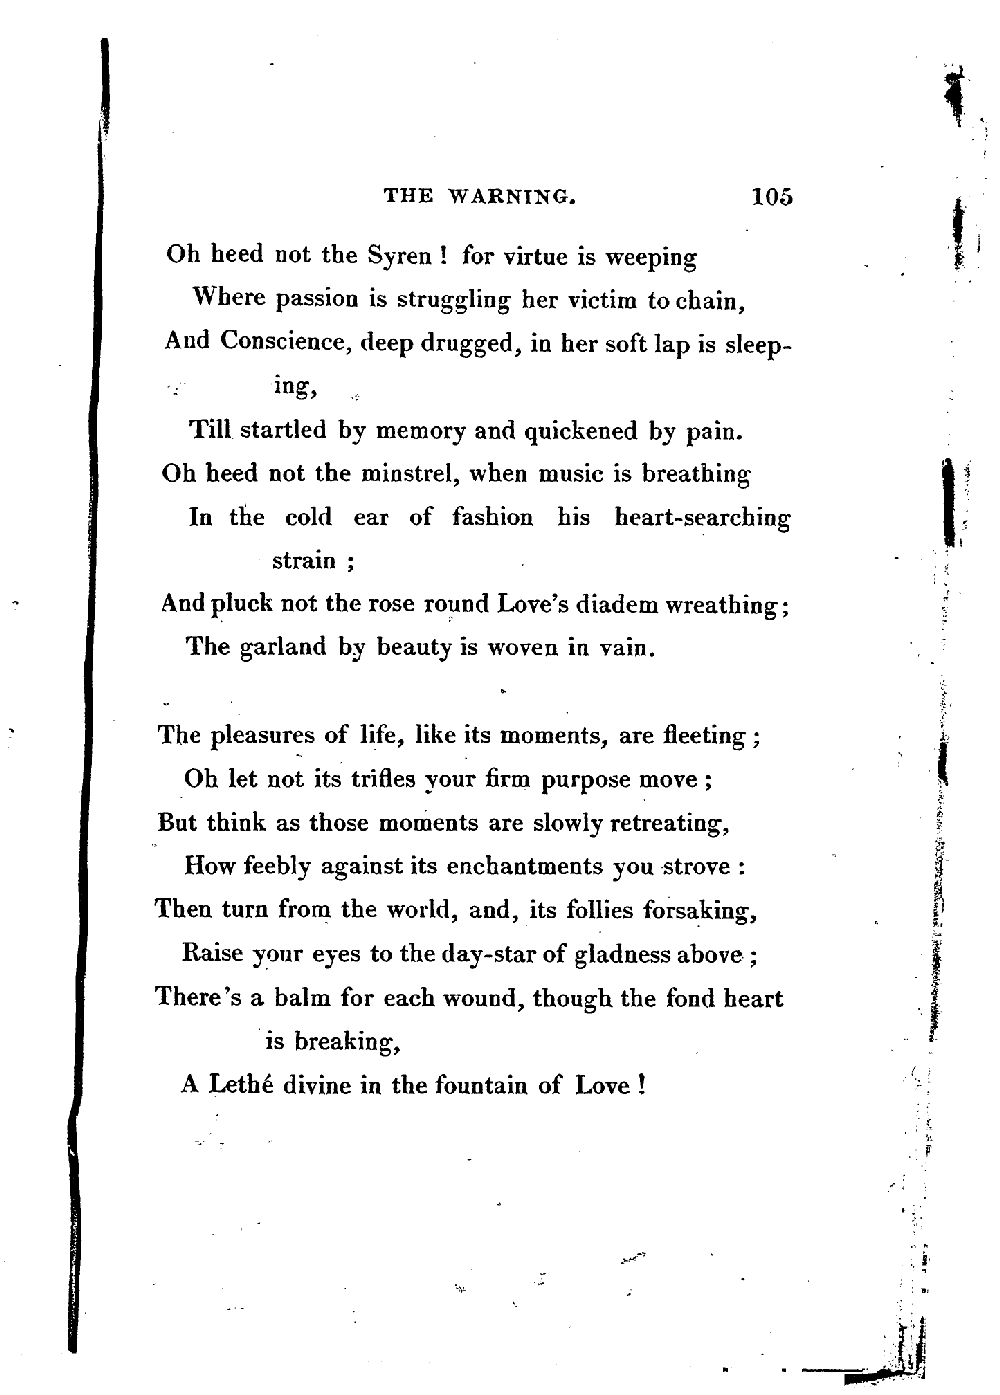 THE WARNING. 105
Oh heed not the Syren ! for virtue is weeping
Where passion is struggling her victim to chain,
And Conscience, deep drugged, in her soft lap is sleep-
ing,
Till startled by memory and quickened by pain.
Oh heed not the minstrel, when music is breathing
In the cold ear of fashion his heart-searching
strain ;
And pluck not the rose round Love's diadem wreathing;
The garland by beauty is woven in vain.
The pleasures of life, like its moments, are fleeting ;
Oh let not its trifles your firm purpose move ;
But think as those moments are slowly retreating,
How feebly against its enchantments you strove :
Then turn from the world, and, its follies forsaking,
Raise your eyes to the day-star of gladness above ;
There's a balm for each wound, though the fond heart
is breaking,
A Lethé divine in the fountain of Love !